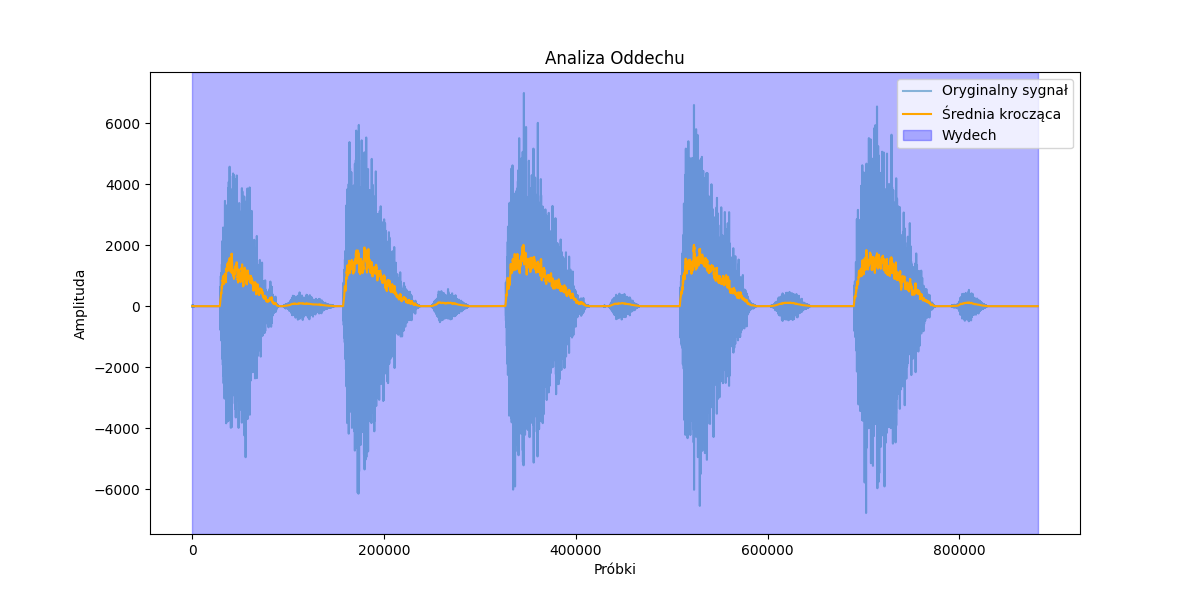 Analiza Oddechu
Oryginalny sygnał
Średnia krocząca
Wydech
Amplituda
6000
4000
2000
0
−2000
−4000
−6000
0 200000 400000 600000 800000
Próbki